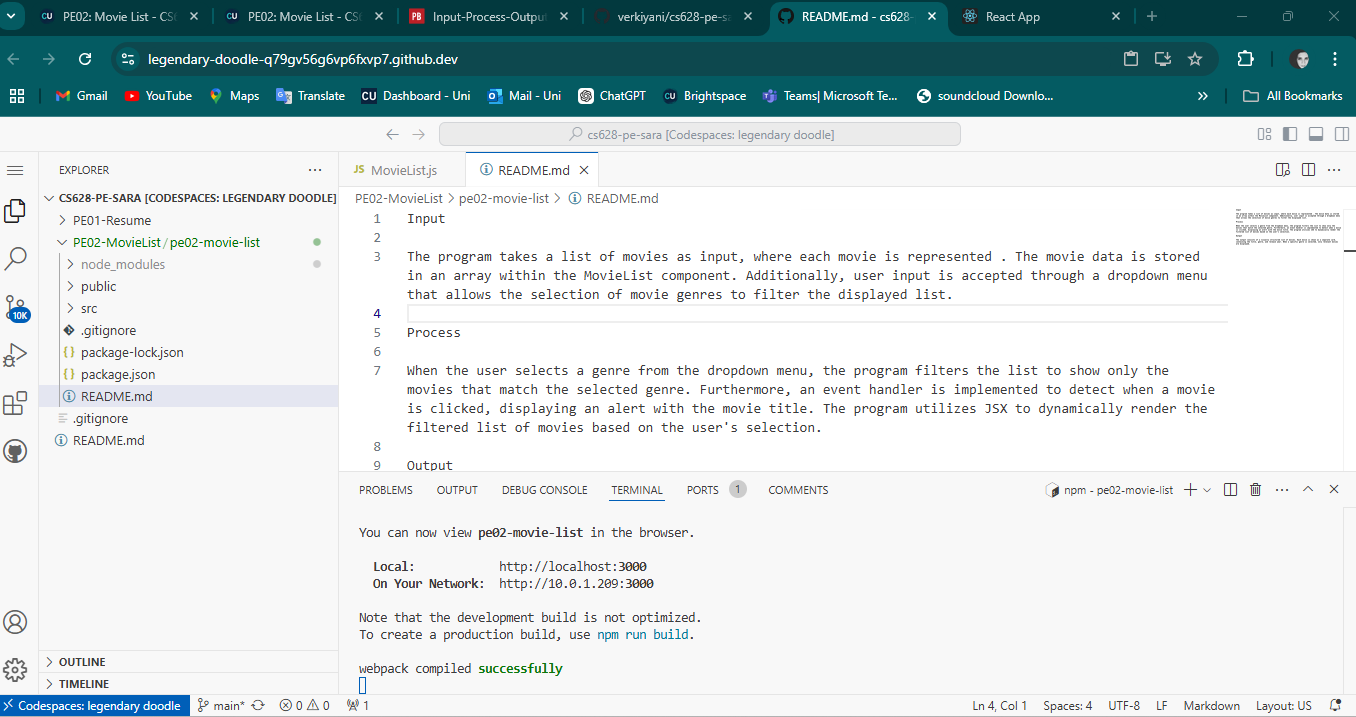 PE02: Movie List - CS6
PE02: Movie List - CS6
Input-Process-Output
verkiyani/cs628-pe-sa
README.md - cs628-
React App
legendary-doodle-q79gv56g6vp6fxvp7.github.dev
Gmail
YouTube
Maps
Translate
CU Dashboard - Uni
Mail - Uni
ChatGPT
CU Brightspace
Teams| Microsoft Te...
soundcloud Downlo...
All Bookmarks
cs628-pe-sara [Codespaces: legendary doodle]
EXPLORER
CS628-PE-SARA [CODESPACES: LEGENDARY DOODLE]
PE01-Resume
PE02-MovieList / pe02-movie-list
node_modules
public
src
.gitignore
package-lock.json
package.json
README.md
.gitignore
README.md
10K
OUTLINE
TIMELINE
JS MovieList.js
README.md
PE02-MovieList > pe02-movie-list > README.md
1 Input
2
3 The program takes a list of movies as input, where each movie is represented . The movie data is stored
in an array within the MovieList component. Additionally, user input is accepted through a dropdown menu
that allows the selection of movie genres to filter the displayed list.
4
5 Process
6
7 When the user selects a genre from the dropdown menu, the program filters the list to show only the
movies that match the selected genre. Furthermore, an event handler is implemented to detect when a movie
is clicked, displaying an alert with the movie title. The program utilizes JSX to dynamically render the
filtered list of movies based on the user's selection.
8
9 Output
PROBLEMS OUTPUT DEBUG CONSOLE TERMINAL PORTS 1 COMMENTS
npm - pe02-movie-list
You can now view pe02-movie-list in the browser.
Local: http://localhost:3000
On Your Network: http://10.0.1.209:3000
Note that the development build is not optimized.
To create a production build, use npm run build.
webpack compiled successfully
Codespaces: legendary doodle main* 0 0 1
Ln 4, Col 1 Spaces: 4 UTF-8 LF Markdown Layout: US